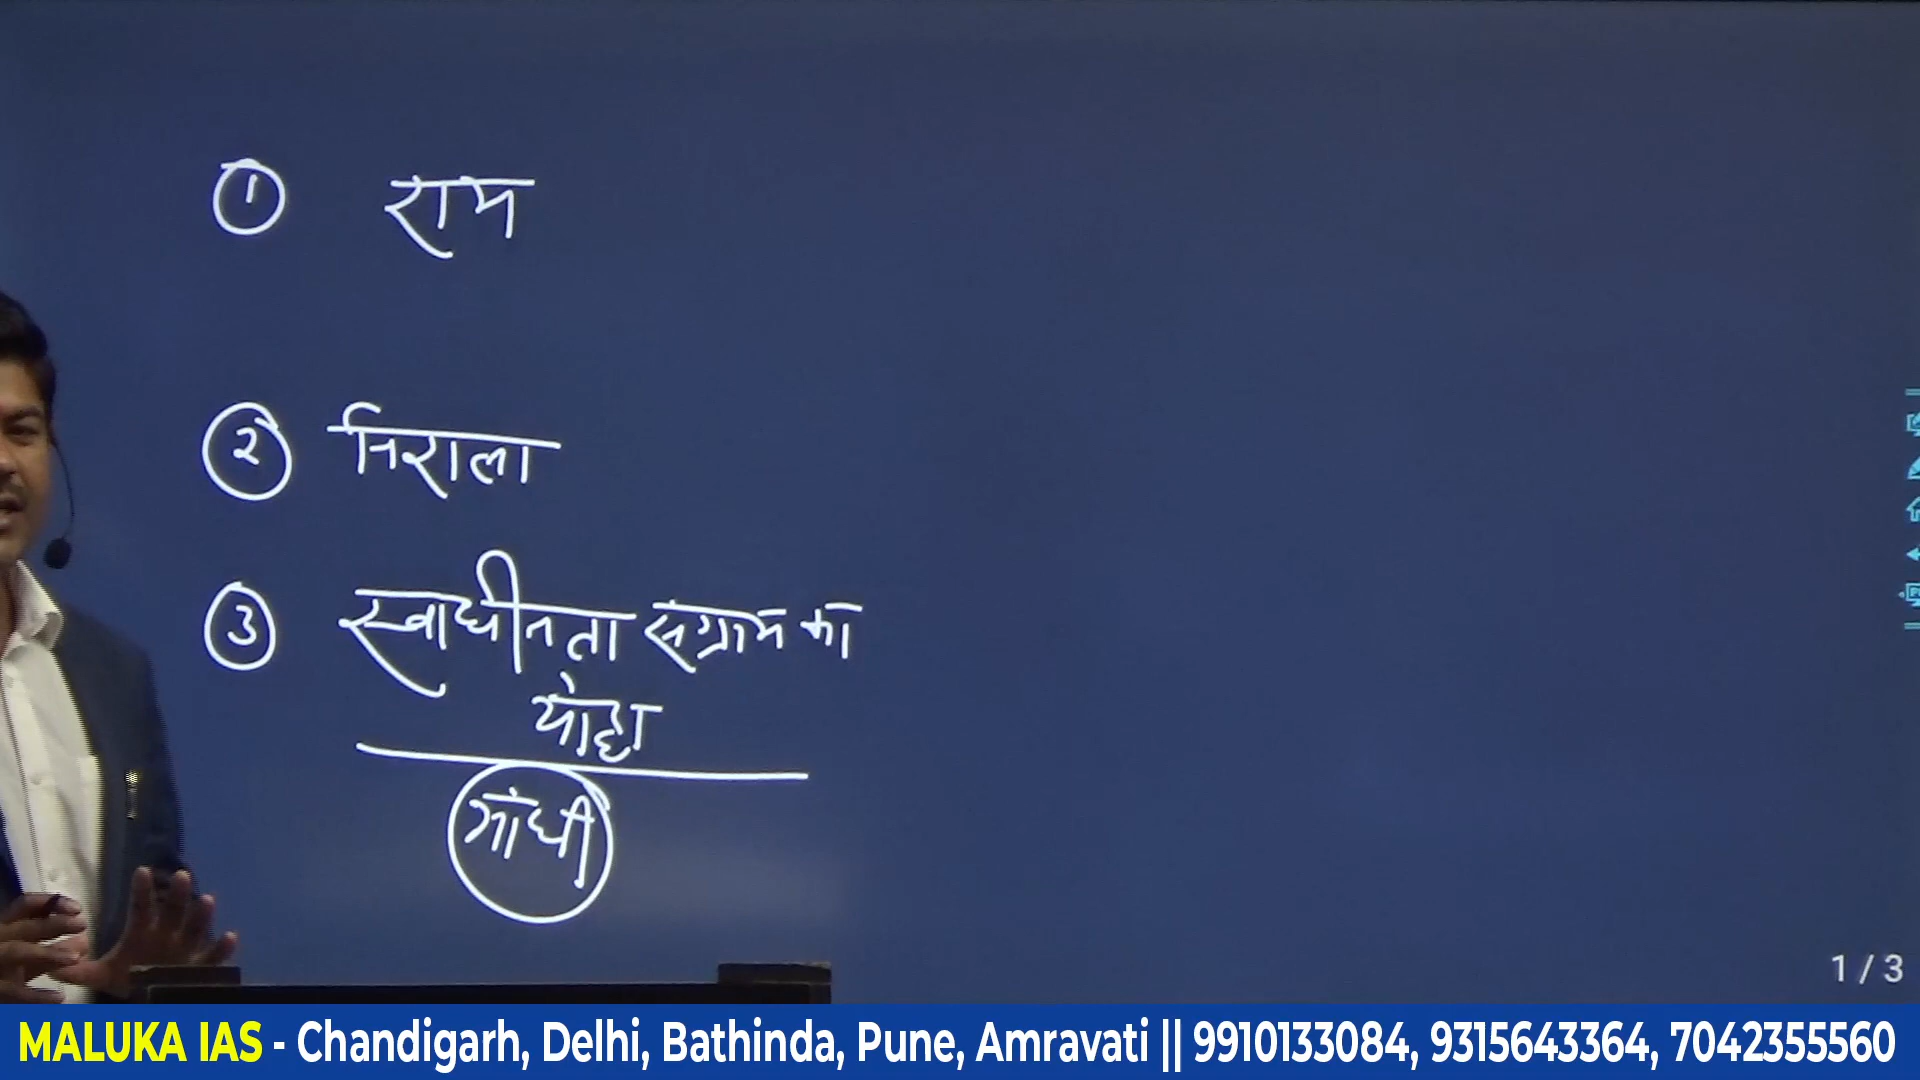 ① राम
② निराला
③ स्वाधीनता संग्राम का
योद्धा
गांधी
1 / 3
MALUKA IAS - Chandigarh, Delhi, Bathinda, Pune, Amravati || 9910133084, 9315643364, 7042355560